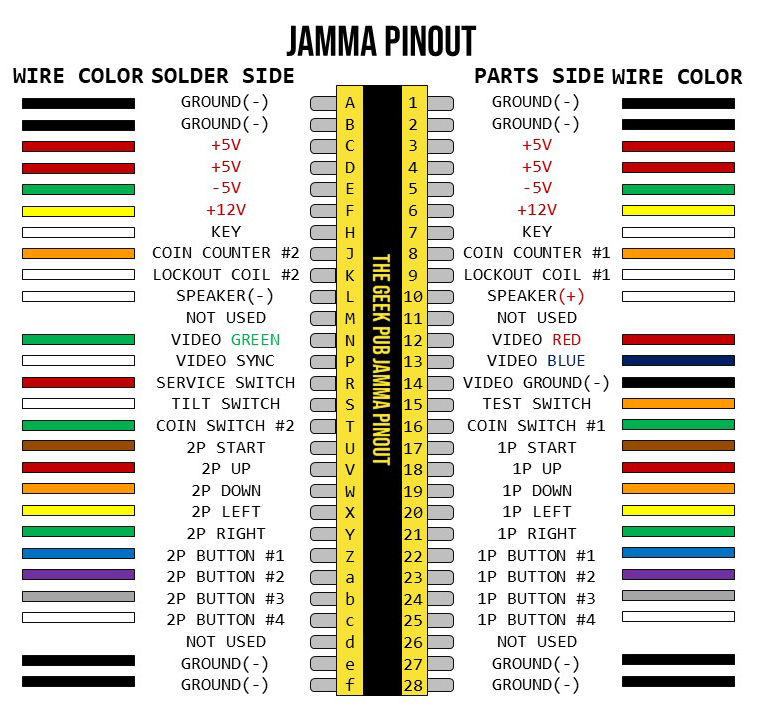 JAMMA PINOUT
WIRE COLOR SOLDER SIDE PARTS SIDE WIRE COLOR
GROUND(-) A 1 GROUND(-)
GROUND(-) B 2 GROUND(-)
+5V C 3 +5V
+5V D 4 +5V
-5V E 5 -5V
+12V F 6 +12V
KEY H 7 KEY
COIN COUNTER #2 J 8 COIN COUNTER #1
LOCKOUT COIL #2 K 9 LOCKOUT COIL #1
SPEAKER(-) L 10 SPEAKER(+)
NOT USED M 11 NOT USED
VIDEO GREEN N 12 VIDEO RED
VIDEO SYNC P 13 VIDEO BLUE
SERVICE SWITCH R 14 VIDEO GROUND(-)
TILT SWITCH S 15 TEST SWITCH
COIN SWITCH #2 T 16 COIN SWITCH #1
2P START U 17 1P START
2P UP V 18 1P UP
2P DOWN W 19 1P DOWN
2P LEFT X 20 1P LEFT
2P RIGHT Y 21 1P RIGHT
2P BUTTON #1 Z 22 1P BUTTON #1
2P BUTTON #2 a 23 1P BUTTON #2
2P BUTTON #3 b 24 1P BUTTON #3
2P BUTTON #4 c 25 1P BUTTON #4
NOT USED d 26 NOT USED
GROUND(-) e 27 GROUND(-)
GROUND(-) f 28 GROUND(-)
THE GEEK PUB JAMMA PINOUT